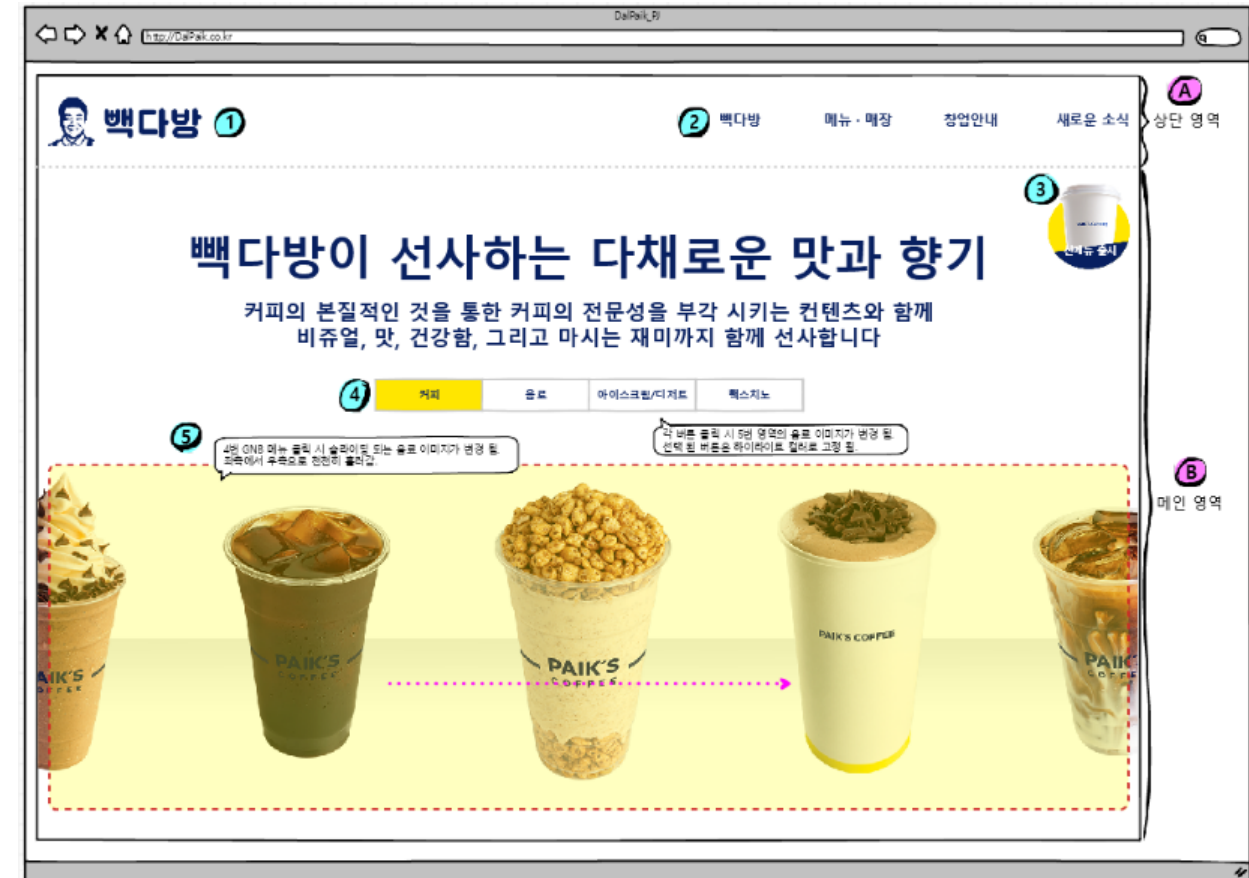 DalPaik_PJ
http://DalPaik.co.kr
빽다방
1
2
빽다방
메뉴 · 매장
창업안내
새로운 소식
A
상단 영역
3
신메뉴 출시
빽다방이 선사하는 다채로운 맛과 향기
커피의 본질적인 것을 통한 커피의 전문성을 부각 시키는 컨텐츠와 함께
비쥬얼, 맛, 건강함, 그리고 마시는 재미까지 함께 선사합니다
4
커피
음료
아이스크림/디저트
빽스치노
5
4번 GNB 메뉴 클릭 시 슬라이팅 되는 음료 이미지가 변경 됨.
좌측에서 우측으로 천천히 흘러감.
각 버튼 클릭 시 5번 영역의 음료 이미지가 변경 됨.
선택 된 버튼은 하이라이트 컬러로 고정 됨.
B
메인 영역
AIK'S
OFFEE
PAIK'S
COFFEE
PAIK'S
COFFEE
PAIK'S COFFEE
PAIK
COFFE